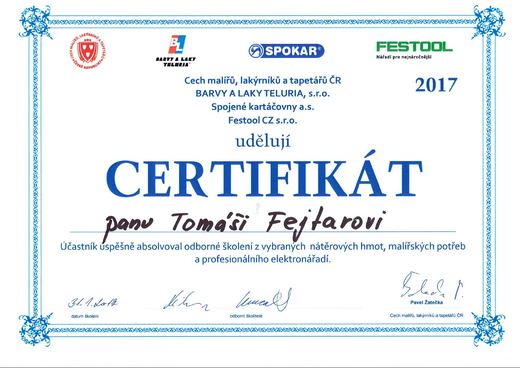 BARVY A LAKY
TELURIA
SPOKAR
FESTOOL
Nářadí pro nejnáročnější
2017
Cech malířů, lakýrníků a tapetářů ČR
BARVY A LAKY TELURIA, s.r.o.
Spojené kartáčovny a.s.
Festool CZ s.r.o.
udělují
CERTIFIKÁT
panu Tomáši Fejtarovi
Účastník úspěšně absolvoval odborné školení z vybraných nátěrových hmot, malířských potřeb
a profesionálního elektronářadí.
31.1.2017
datum školení
odborní školitelé
Pavel Žatečka
Cech malířů, lakýrníků a tapetářů ČR